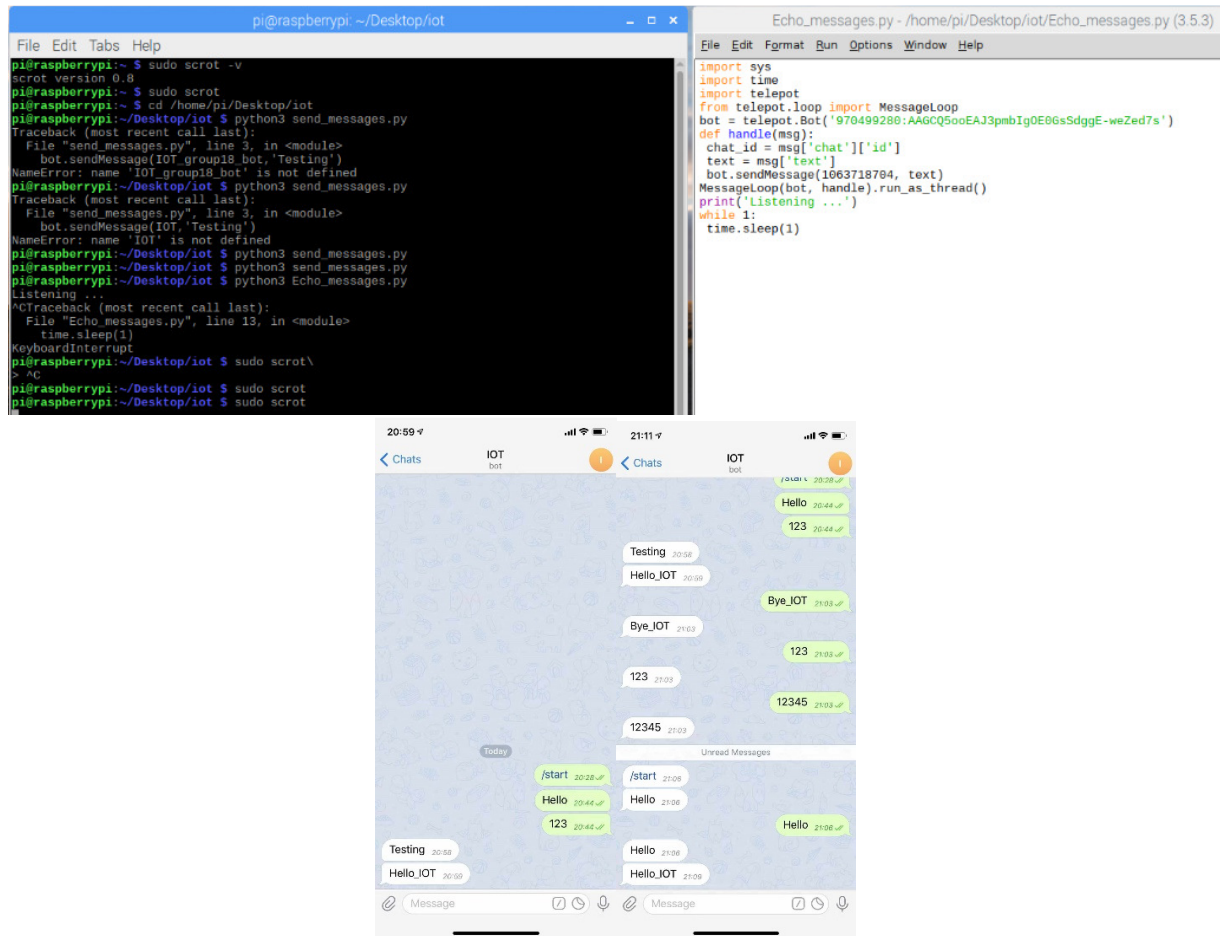 pi@raspberrypi: ~/Desktop/iot
File Edit Tabs Help
pi@raspberrypi:~ $ sudo scrot -v
scrot version 0.8
pi@raspberrypi:~ $ sudo scrot
pi@raspberrypi:~ $ cd /home/pi/Desktop/iot
pi@raspberrypi:~/Desktop/iot $ python3 send_messages.py
Traceback (most recent call last):
  File "send_messages.py", line 3, in <module>
    bot.sendMessage(IOT_group18_bot,'Testing')
NameError: name 'IOT_group18_bot' is not defined
pi@raspberrypi:~/Desktop/iot $ python3 send_messages.py
Traceback (most recent call last):
  File "send_messages.py", line 3, in <module>
    bot.sendMessage(IOT,'Testing')
NameError: name 'IOT' is not defined
pi@raspberrypi:~/Desktop/iot $ python3 send_messages.py
pi@raspberrypi:~/Desktop/iot $ python3 send_messages.py
pi@raspberrypi:~/Desktop/iot $ python3 Echo_messages.py
Listening ...
^CTraceback (most recent call last):
  File "Echo_messages.py", line 13, in <module>
    time.sleep(1)
KeyboardInterrupt
pi@raspberrypi:~/Desktop/iot $ sudo scrot\
> ^C
pi@raspberrypi:~/Desktop/iot $ sudo scrot
pi@raspberrypi:~/Desktop/iot $ sudo scrot
Echo_messages.py - /home/pi/Desktop/iot/Echo_messages.py (3.5.3)
File Edit Format Run Options Window Help
import sys
import time
import telepot
from telepot.loop import MessageLoop
bot = telepot.Bot('970499280:AAGCQ5ooEAJ3pmbIgOE0GsSdggE-weZed7s')
def handle(msg):
 chat_id = msg['chat']['id']
 text = msg['text']
 bot.sendMessage(1063718704, text)
MessageLoop(bot, handle).run_as_thread()
print('Listening ...')
while 1:
 time.sleep(1)
20:59
Chats
IOT
bot
I
Today
/start 20:28
Hello 20:44
123 20:44
Testing 20:58
Hello_IOT 20:59
Message
21:11
Chats
IOT
bot
I
/start 20:28
Hello 20:44
123 20:44
Testing 20:58
Hello_IOT 20:59
Bye_IOT 21:03
Bye_IOT 21:03
123 21:03
123 21:03
12345 21:03
12345 21:03
Unread Messages
/start 21:06
Hello 21:06
Hello 21:06
Hello 21:06
Hello_IOT 21:09
Message